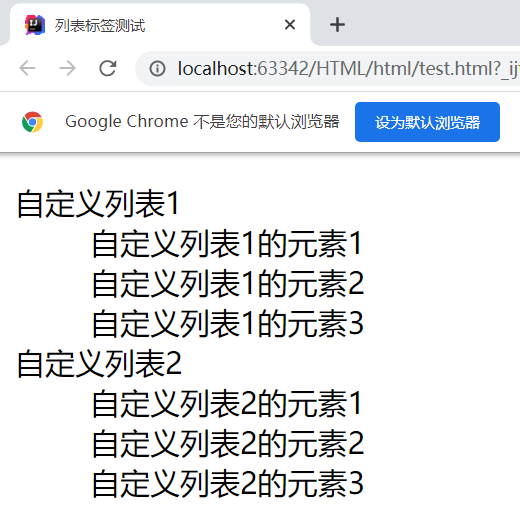 列表标签测试
localhost:63342/HTML/html/test.html?_ij
Google Chrome 不是您的默认浏览器 设为默认浏览器
自定义列表1
自定义列表1的元素1
自定义列表1的元素2
自定义列表1的元素3
自定义列表2
自定义列表2的元素1
自定义列表2的元素2
自定义列表2的元素3